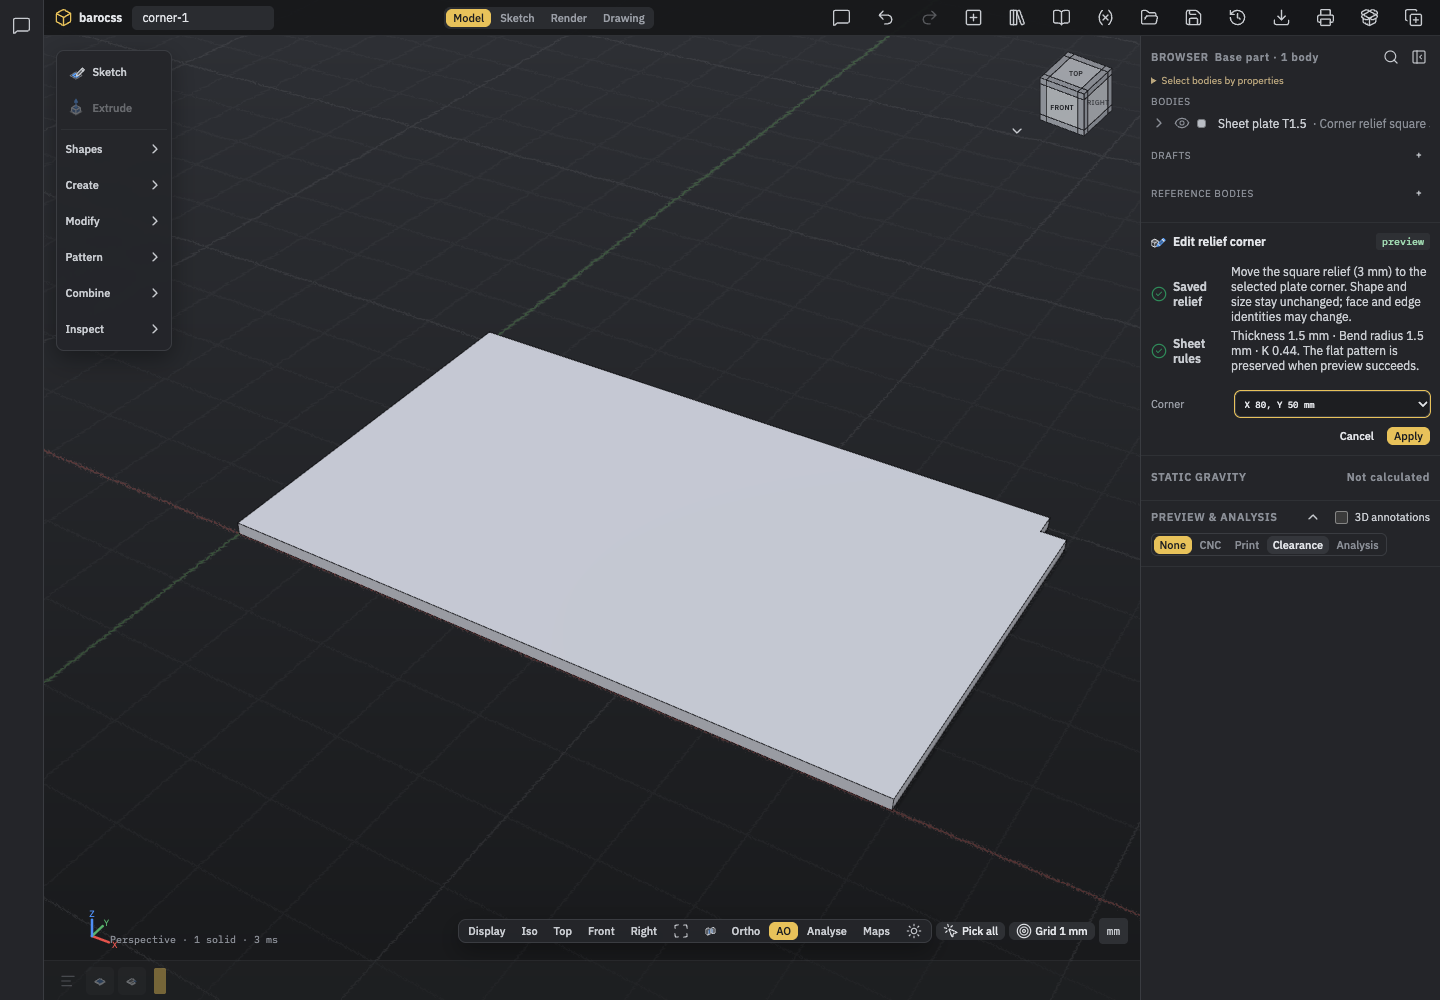 barocss
corner-1
Model
Sketch
Render
Drawing
Sketch
Extrude
Shapes
Create
Modify
Pattern
Combine
Inspect
TOP
FRONT
RIGHT
BROWSER Base part · 1 body
Select bodies by properties
BODIES
Sheet plate T1.5 · Corner relief square
DRAFTS
REFERENCE BODIES
Edit relief corner
preview
Saved relief
Move the square relief (3 mm) to the
selected plate corner. Shape and
size stay unchanged; face and edge
identities may change.
Sheet rules
Thickness 1.5 mm · Bend radius 1.5
mm · K 0.44. The flat pattern is
preserved when preview succeeds.
Corner
X 80, Y 50 mm
Cancel
Apply
STATIC GRAVITY
Not calculated
PREVIEW & ANALYSIS
3D annotations
None
CNC
Print
Clearance
Analysis
Z
Y
X
Perspective · 1 solid · 3 ms
Display
Iso
Top
Front
Right
Ortho
AO
Analyse
Maps
Pick all
Grid 1 mm
mm